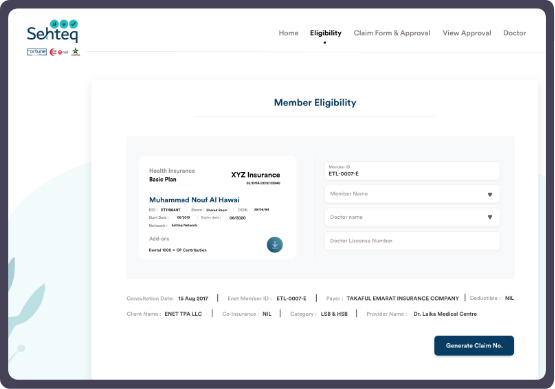 Sehteq
Home Eligibility Claim Form & Approval View Approval Doctor
Member Eligibility
Health Insurance
Basic Plan
XYZ Insurance
Muhammad Nouf Al Hawai
Start Date : 06/2019 Expire date : 06/2020
Network :
Add-ons
Dental 1000 + OP Contribution
Member ID
ETL-0007-E
Member Name
Doctor name
Doctor Liscense Number
Consultation Date: 15 Aug 2017 Enet Member ID : ETL-0007-E Payer : TAKAFUL EMARAT INSURANCE COMPANY Deductible : NIL
Client Name : ENET TPA LLC Co-Insurance : NIL Category : LSB & HSB Provider Name : Dr. Laika Medical Centre
Generate Claim No.